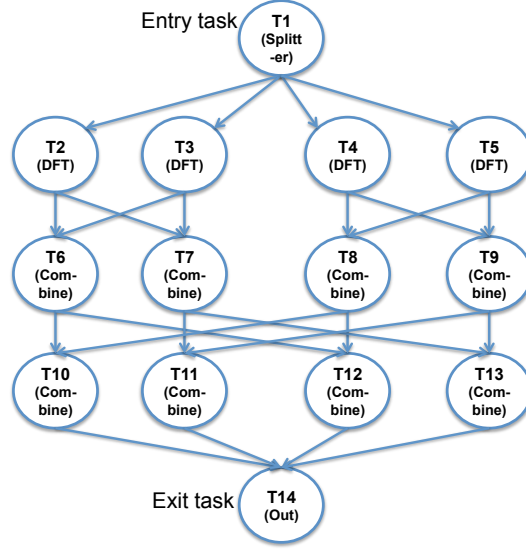 Entry task
T1
(Splitt
-er)
T2
(DFT)
T3
(DFT)
T4
(DFT)
T5
(DFT)
T6
(Com-
bine)
T7
(Com-
bine)
T8
(Com-
bine)
T9
(Com-
bine)
T10
(Com-
bine)
T11
(Com-
bine)
T12
(Com-
bine)
T13
(Com-
bine)
Exit task
T14
(Out)